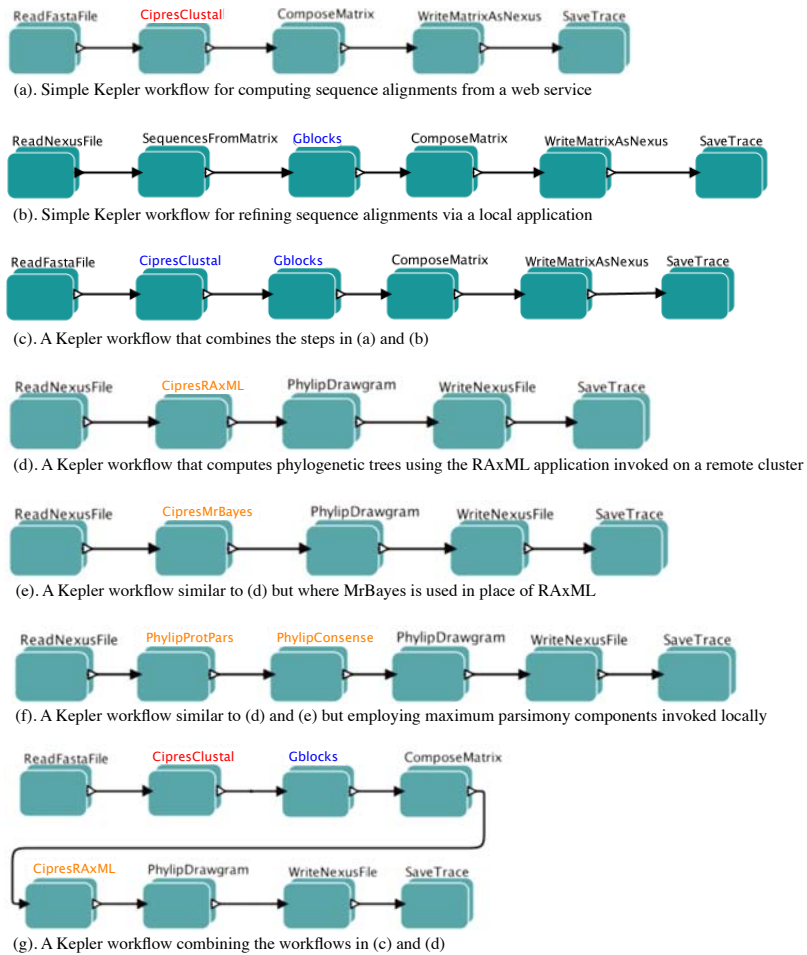 ReadFastaFile CipresClustal ComposeMatrix WriteMatrixAsNexus SaveTrace
(a). Simple Kepler workflow for computing sequence alignments from a web service
ReadNexusFile SequencesFromMatrix Gblocks ComposeMatrix WriteMatrixAsNexus SaveTrace
(b). Simple Kepler workflow for refining sequence alignments via a local application
ReadFastaFile CipresClustal Gblocks ComposeMatrix WriteMatrixAsNexus SaveTrace
(c). A Kepler workflow that combines the steps in (a) and (b)
ReadNexusFile CipresRAxML PhylipDrawgram WriteNexusFile SaveTrace
(d). A Kepler workflow that computes phylogenetic trees using the RAxML application invoked on a remote cluster
ReadNexusFile CipresMrBayes PhylipDrawgram WriteNexusFile SaveTrace
(e). A Kepler workflow similar to (d) but where MrBayes is used in place of RAxML
ReadNexusFile PhylipProtPars PhylipConsense PhylipDrawgram WriteNexusFile SaveTrace
(f). A Kepler workflow similar to (d) and (e) but employing maximum parsimony components invoked locally
ReadFastaFile CipresClustal Gblocks ComposeMatrix
CipresRAxML PhylipDrawgram WriteNexusFile SaveTrace
(g). A Kepler workflow combining the workflows in (c) and (d)